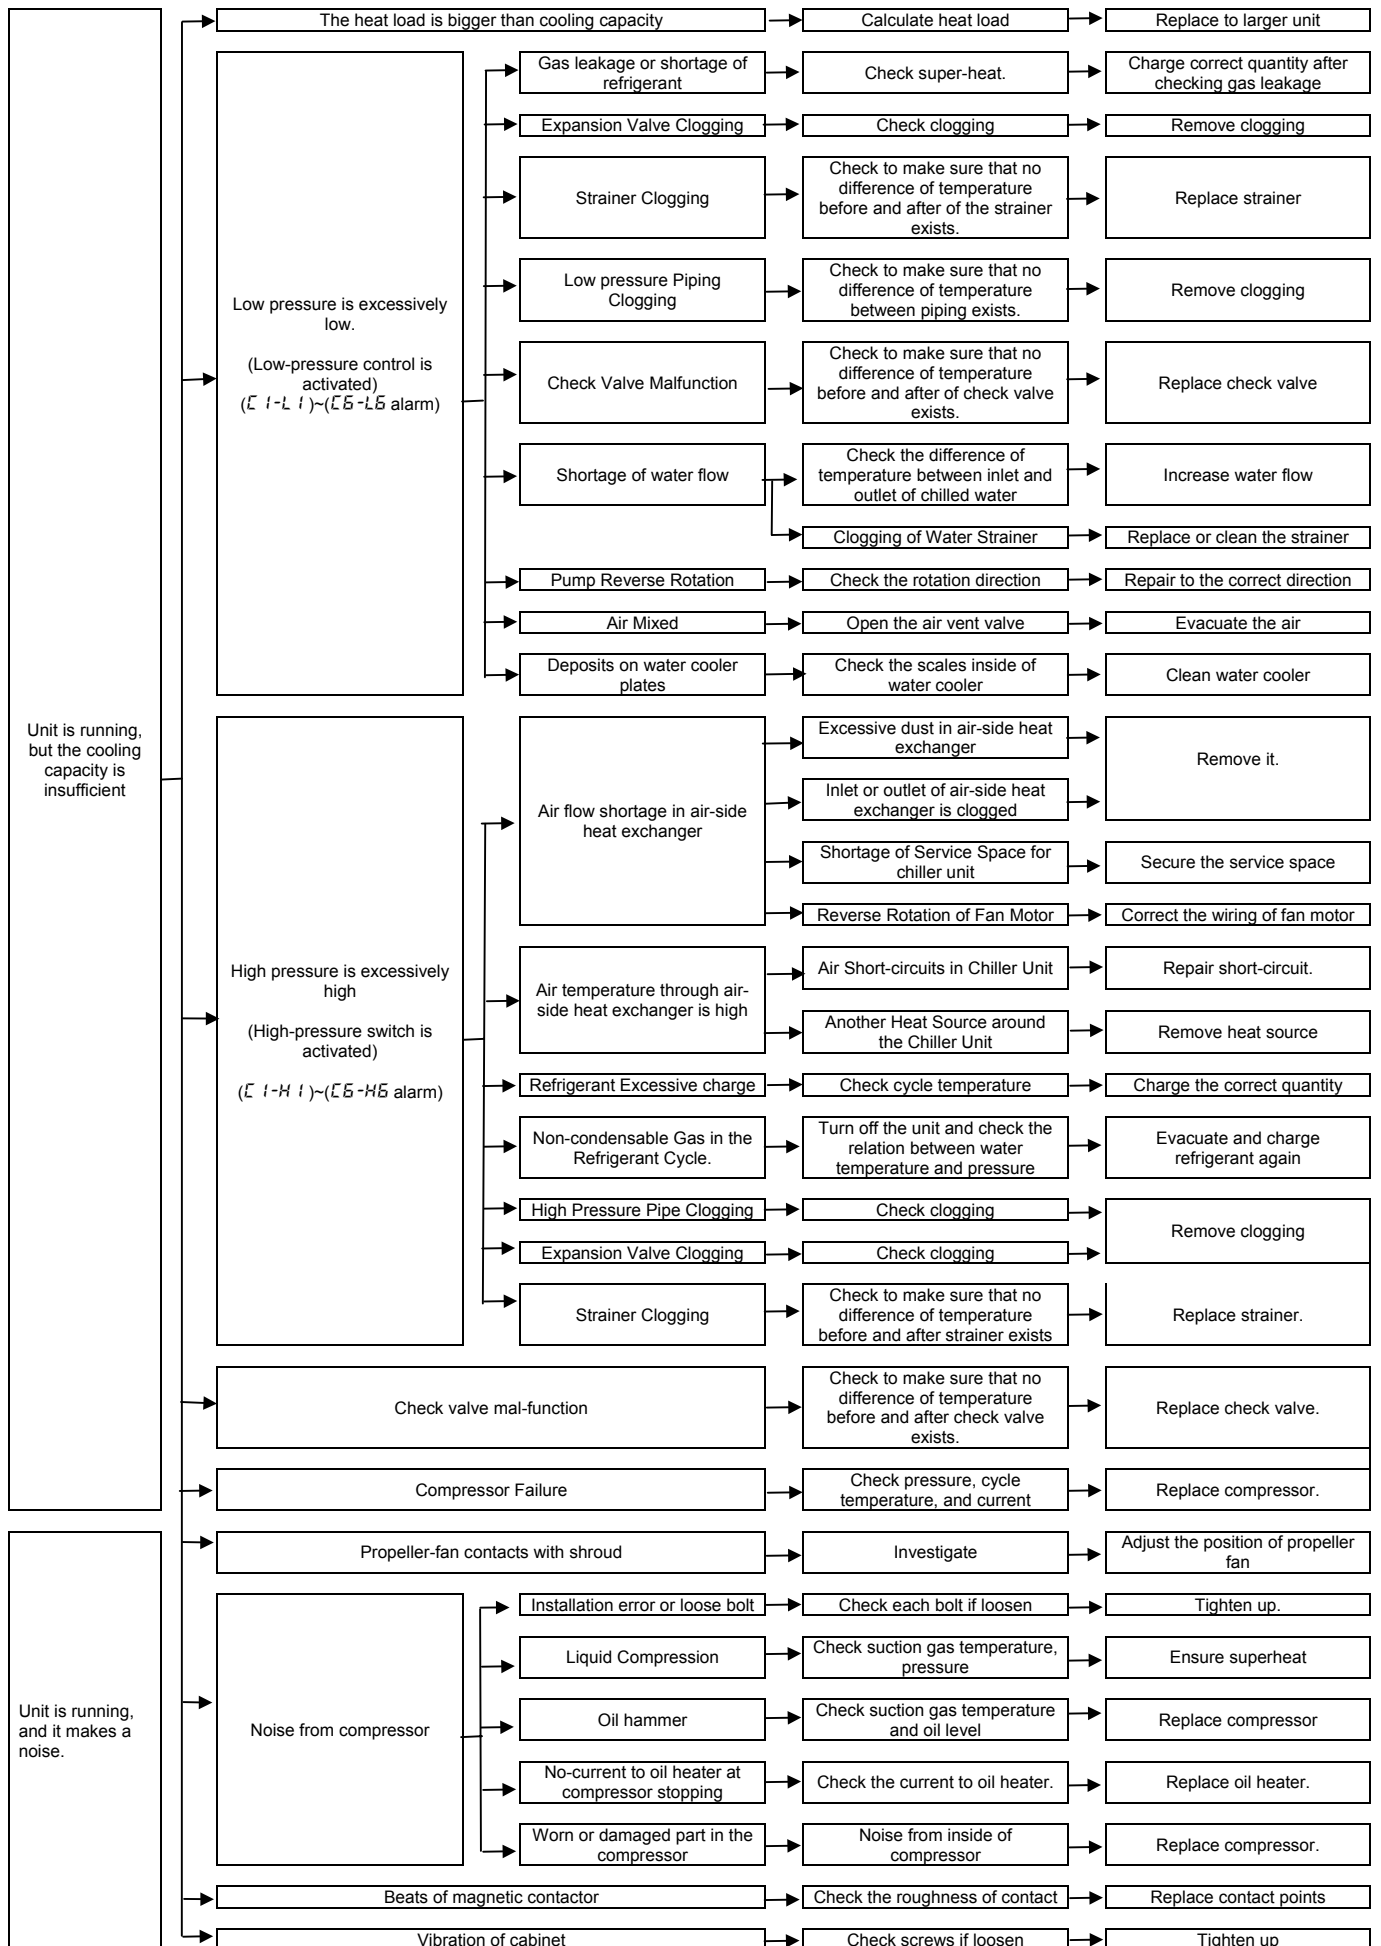 The heat load is bigger than cooling capacity
Calculate heat load
Replace to larger unit
Gas leakage or shortage of
refrigerant
Check super-heat.
Charge correct quantity after
checking gas leakage
Expansion Valve Clogging
Check clogging
Remove clogging
Strainer Clogging
Check to make sure that no
difference of temperature
before and after of the strainer
exists.
Replace strainer
Low pressure Piping
Clogging
Check to make sure that no
difference of temperature
between piping exists.
Remove clogging
Low pressure is excessively
low.
(Low-pressure control is
activated)
(C1-L1)~(C6-L6 alarm)
Check Valve Malfunction
Check to make sure that no
difference of temperature
before and after of check valve
exists.
Replace check valve
Shortage of water flow
Check the difference of
temperature between inlet and
outlet of chilled water
Increase water flow
Clogging of Water Strainer
Replace or clean the strainer
Pump Reverse Rotation
Check the rotation direction
Repair to the correct direction
Air Mixed
Open the air vent valve
Evacuate the air
Deposits on water cooler
plates
Check the scales inside of
water cooler
Clean water cooler
Unit is running,
but the cooling
capacity is
insufficient
Air flow shortage in air-side
heat exchanger
Excessive dust in air-side heat
exchanger
Remove it.
Inlet or outlet of air-side heat
exchanger is clogged
Shortage of Service Space for
chiller unit
Secure the service space
Reverse Rotation of Fan Motor
Correct the wiring of fan motor
High pressure is excessively
high
(High-pressure switch is
activated)
(C1-H1)~(C6-H6 alarm)
Air temperature through air-
side heat exchanger is high
Air Short-circuits in Chiller Unit
Repair short-circuit.
Another Heat Source around
the Chiller Unit
Remove heat source
Refrigerant Excessive charge
Check cycle temperature
Charge the correct quantity
Non-condensable Gas in the
Refrigerant Cycle.
Turn off the unit and check the
relation between water
temperature and pressure
Evacuate and charge
refrigerant again
High Pressure Pipe Clogging
Check clogging
Remove clogging
Expansion Valve Clogging
Check clogging
Strainer Clogging
Check to make sure that no
difference of temperature
before and after strainer exists
Replace strainer.
Check valve mal-function
Check to make sure that no
difference of temperature
before and after check valve
exists.
Replace check valve.
Compressor Failure
Check pressure, cycle
temperature, and current
Replace compressor.
Unit is running,
and it makes a
noise.
Propeller-fan contacts with shroud
Investigate
Adjust the position of propeller
fan
Noise from compressor
Installation error or loose bolt
Check each bolt if loosen
Tighten up.
Liquid Compression
Check suction gas temperature,
pressure
Ensure superheat
Oil hammer
Check suction gas temperature
and oil level
Replace compressor
No-current to oil heater at
compressor stopping
Check the current to oil heater.
Replace oil heater.
Worn or damaged part in the
compressor
Noise from inside of
compressor
Replace compressor.
Beats of magnetic contactor
Check the roughness of contact
Replace contact points
Vibration of cabinet
Check screws if loosen
Tighten up